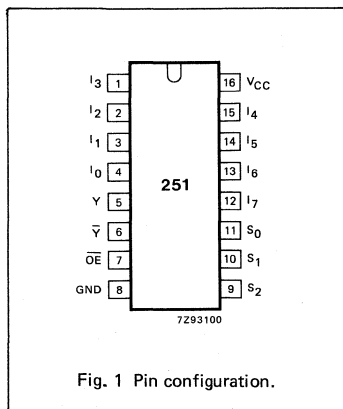 I3 1 16 VCC
I2 2 15 I4
I1 3 14 I5
I0 4 13 I6
251
Y 5 12 I7
Y̅ 6 11 S0
O̅E̅ 7 10 S1
GND 8 9 S2
7Z93100
Fig. 1 Pin configuration.